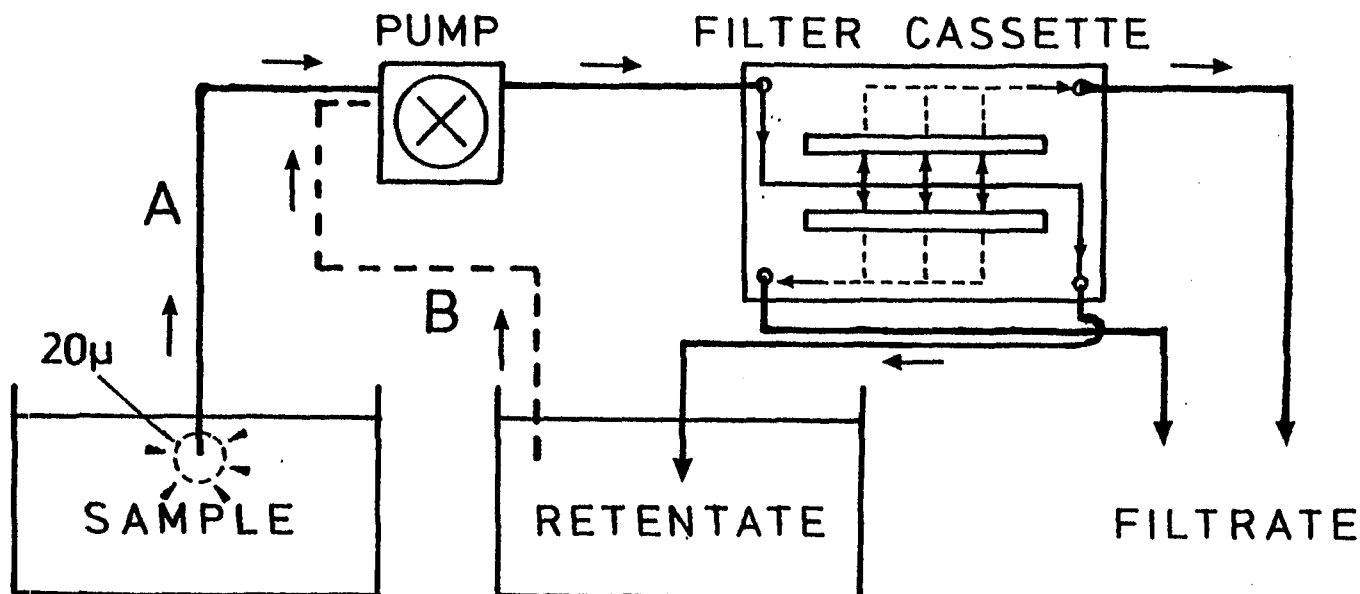 PUMP
FILTER CASSETTE
A
B
20µ
SAMPLE
RETENTATE
FILTRATE